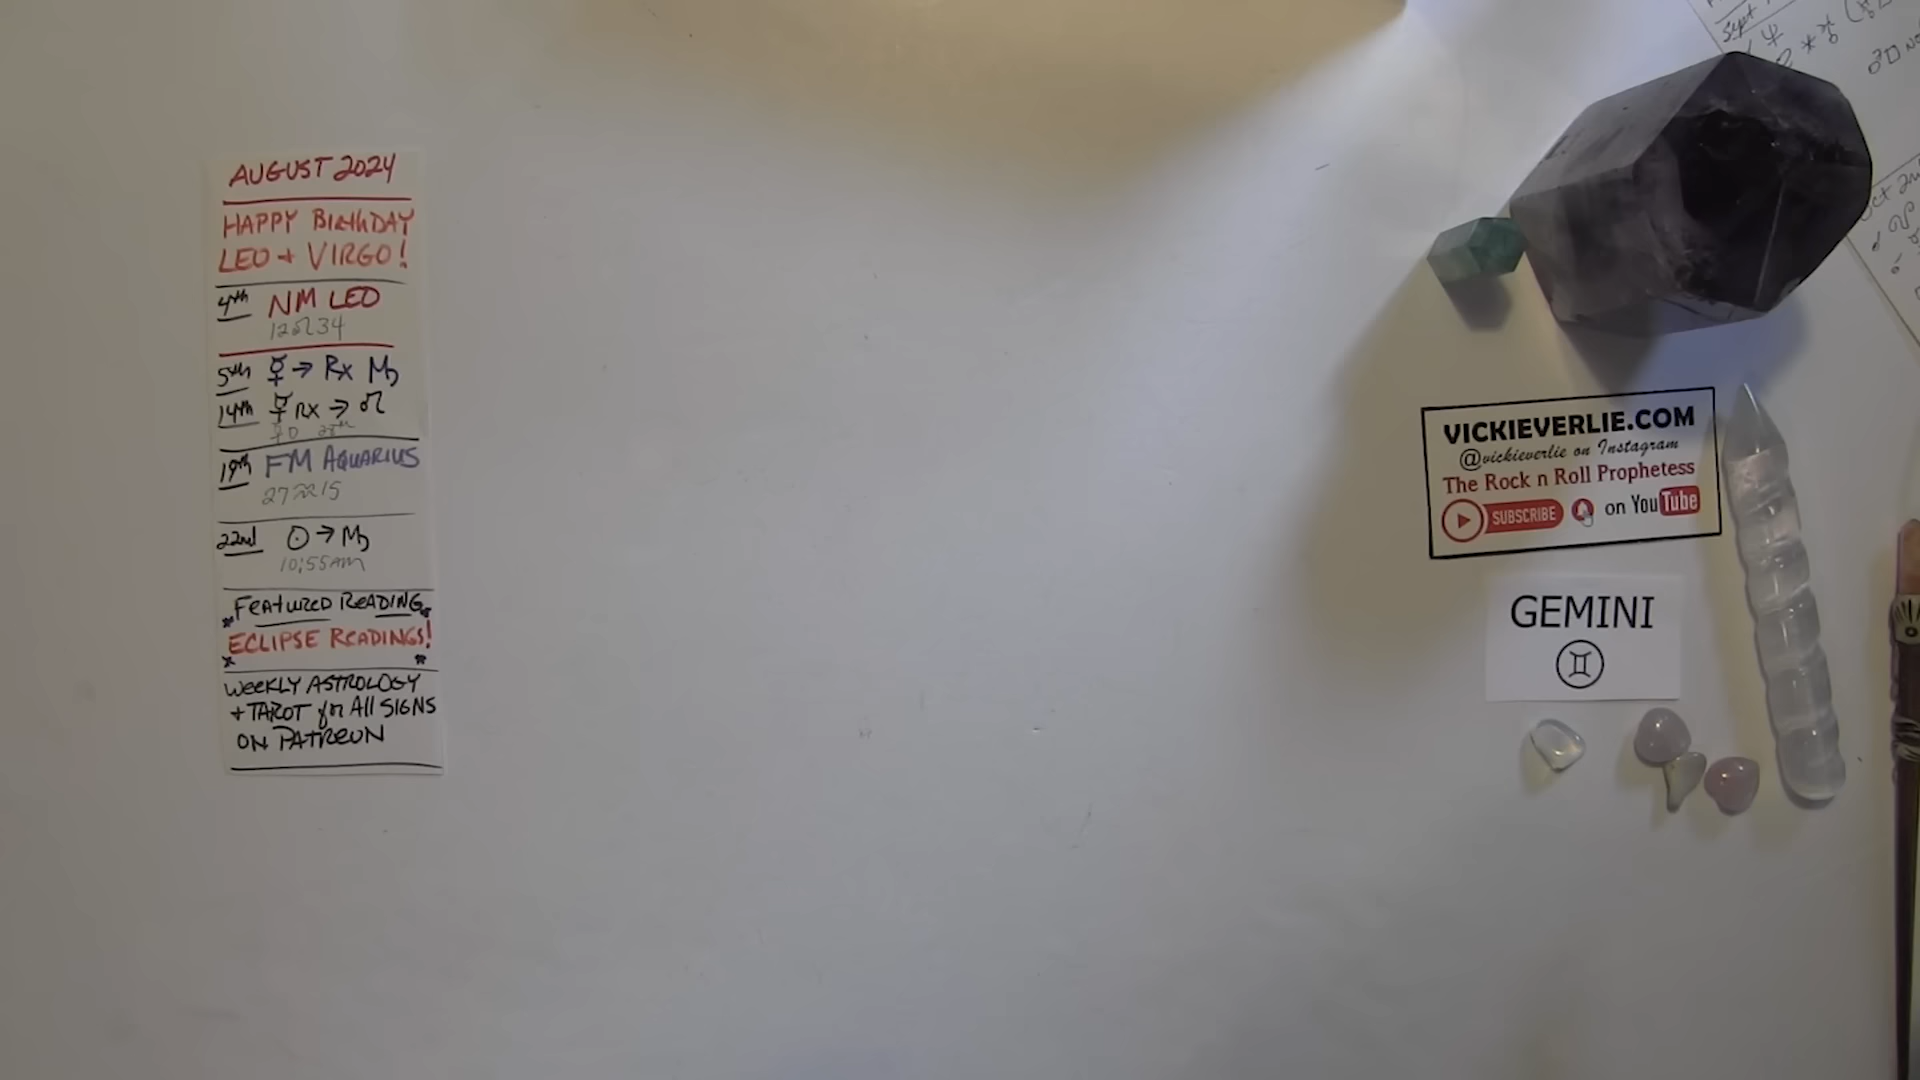 AUGUST 2024
HAPPY BIRTHDAY
LEO + VIRGO!
4th NM LEO
12♌34
5th ☿→ Rx ♍
14th ☿ Rx → ♌
☿D 28th
19th FM AQUARIUS
27♒15
22nd ☉→♍
10:55AM
FEATURED READING
ECLIPSE READINGS!
WEEKLY ASTROLOGY
+ TAROT for All SIGNS
ON PATREON
Sept
VICKIEVERLIE.COM
@vickieverlie on Instagram
The Rock n Roll Prophetess
SUBSCRIBE on YouTube
GEMINI
♊